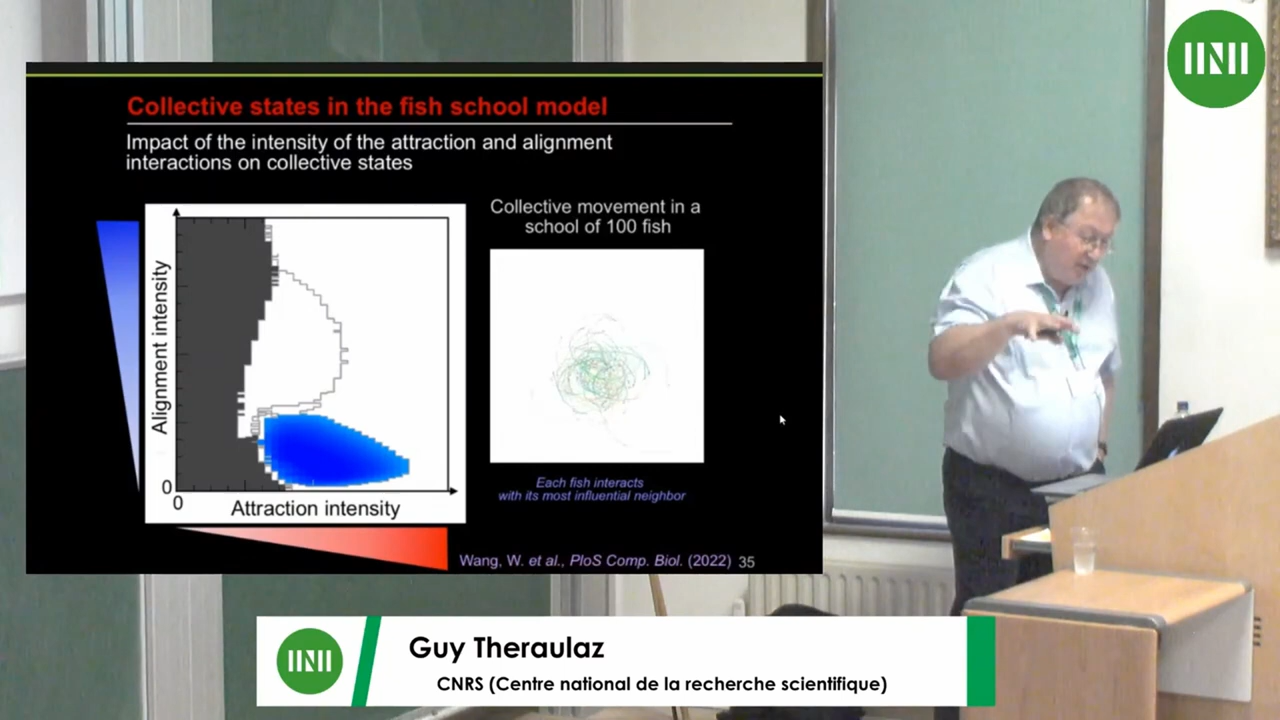 Collective states in the fish school model
Impact of the intensity of the attraction and alignment
interactions on collective states
Alignment intensity
0
0
Attraction intensity
Collective movement in a
school of 100 fish
Each fish interacts
with its most influential neighbor
Wang, W. et al., PloS Comp. Biol. (2022) 35
IINII
IINII
Guy Theraulaz
CNRS (Centre national de la recherche scientifique)